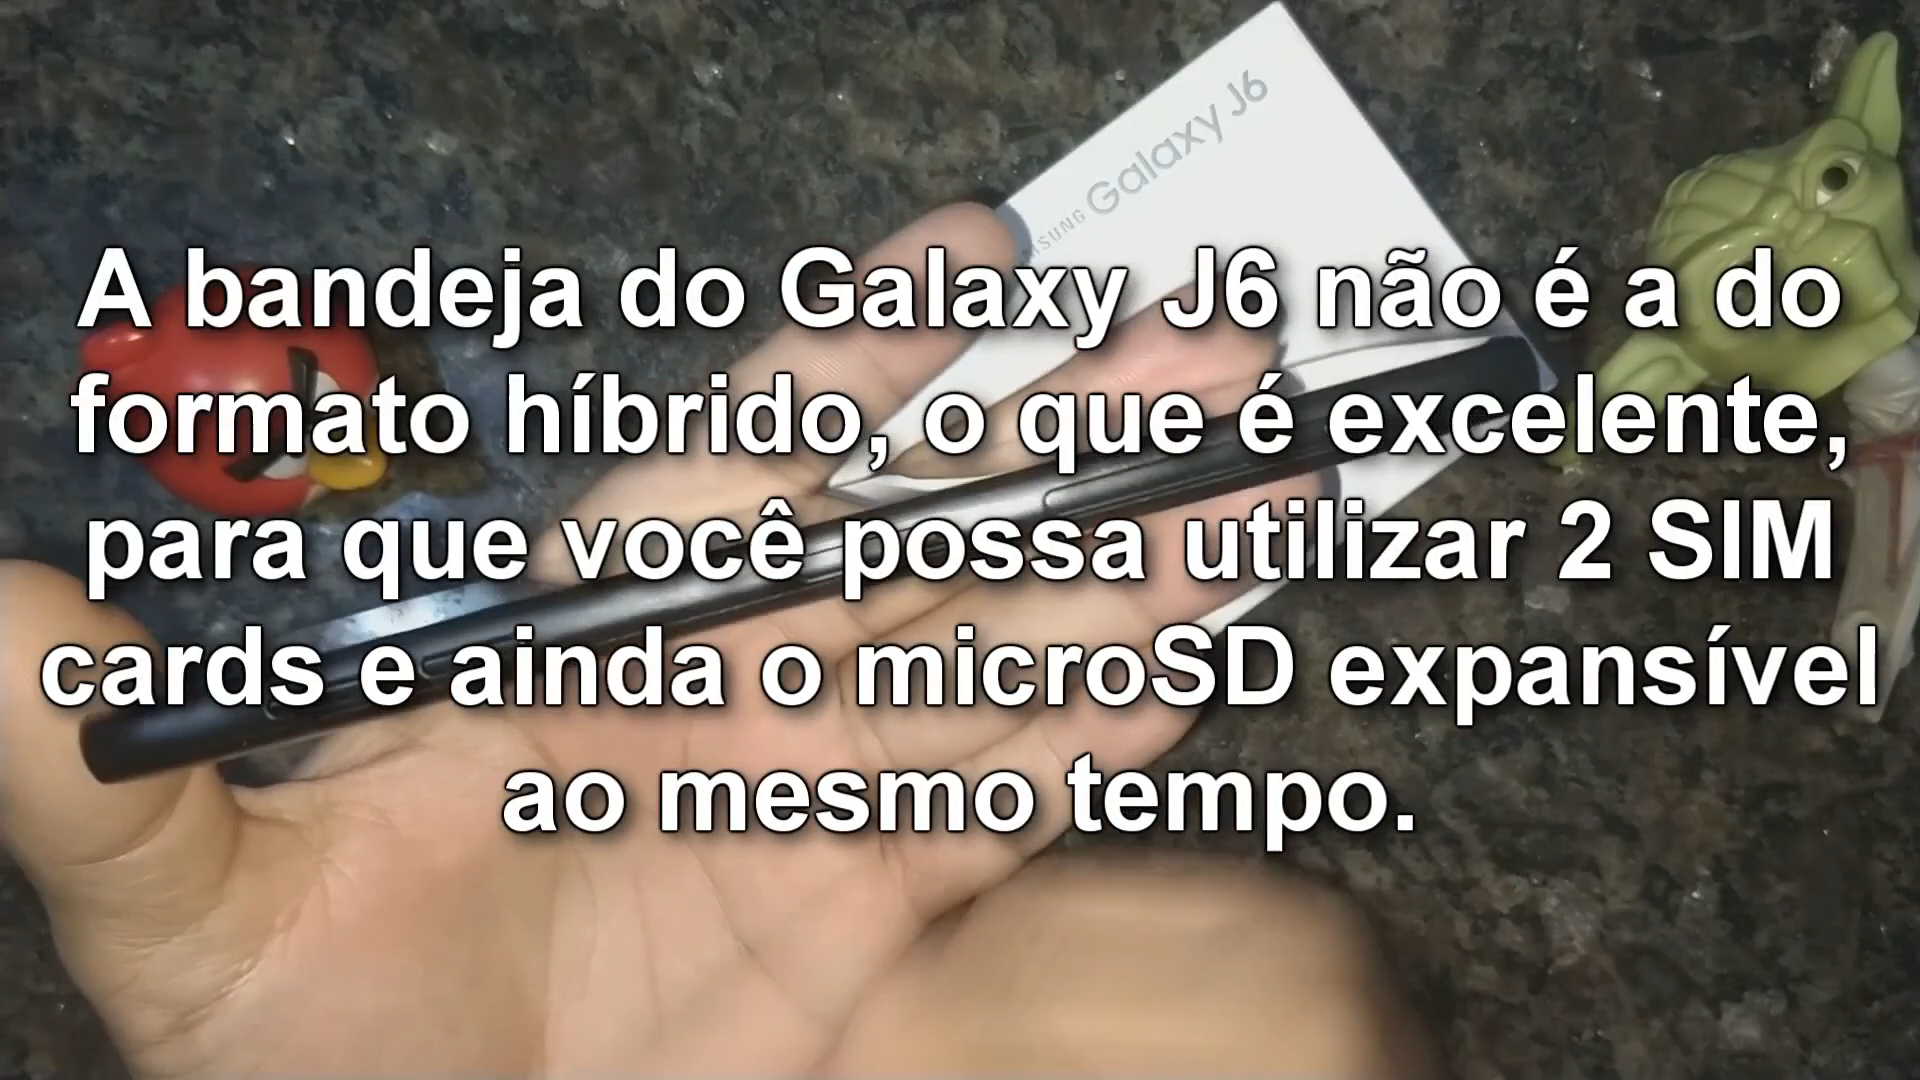 SAMSUNG Galaxy J6
A bandeja do Galaxy J6 não é a do
formato híbrido, o que é excelente,
para que você possa utilizar 2 SIM
cards e ainda o microSD expansível
ao mesmo tempo.